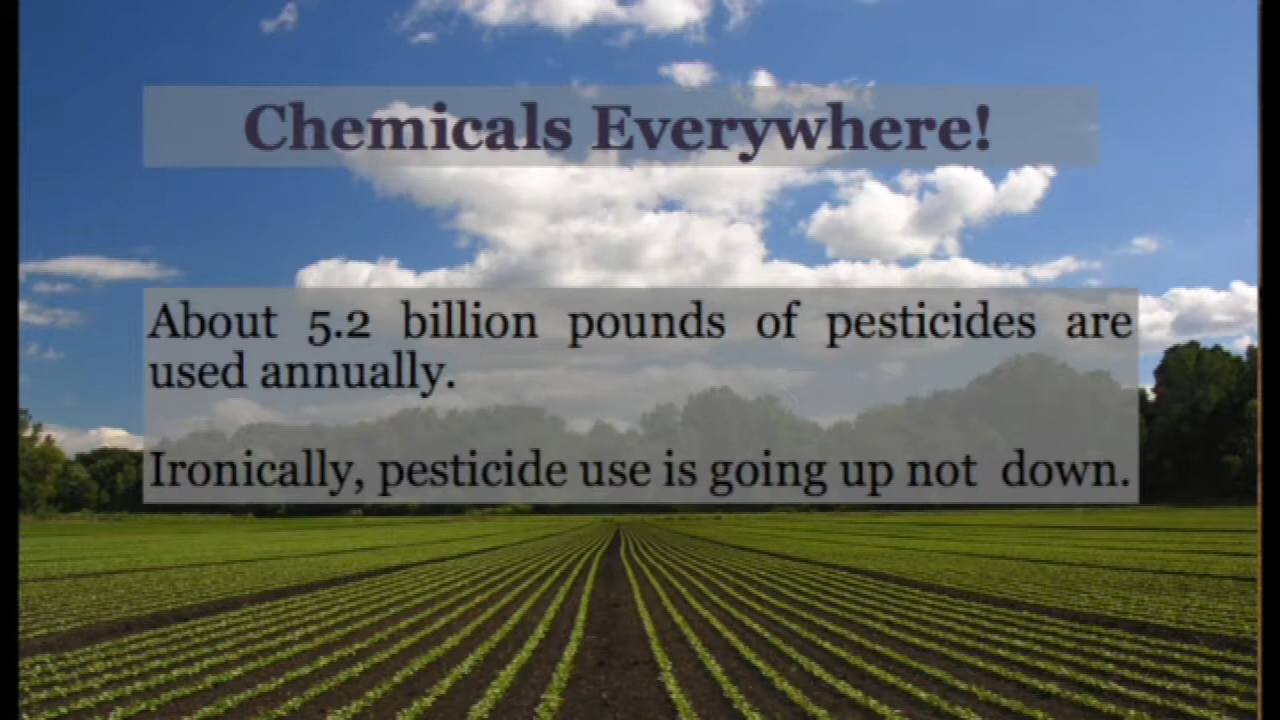 Chemicals Everywhere!
About 5.2 billion pounds of pesticides are
used annually.
Ironically, pesticide use is going up not down.